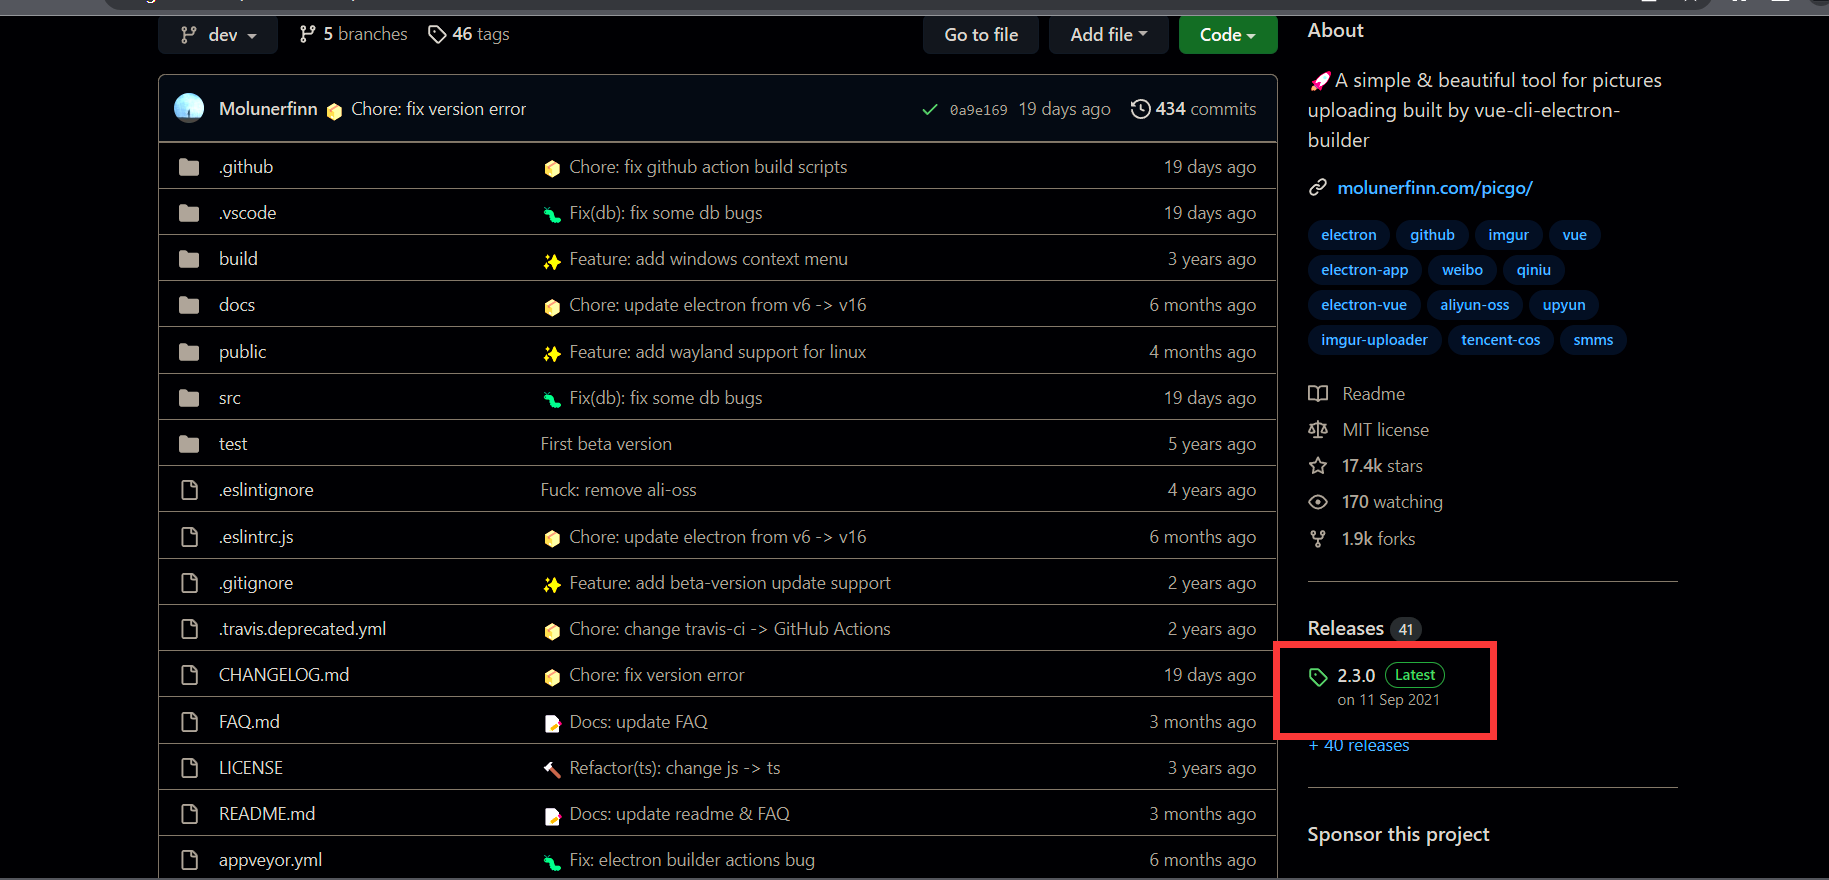 dev
5 branches
46 tags
Go to file
Add file
Code
Molunerfinn Chore: fix version error
0a9e169 19 days ago
434 commits
.github Chore: fix github action build scripts 19 days ago
.vscode Fix(db): fix some db bugs 19 days ago
build Feature: add windows context menu 3 years ago
docs Chore: update electron from v6 -> v16 6 months ago
public Feature: add wayland support for linux 4 months ago
src Fix(db): fix some db bugs 19 days ago
test First beta version 5 years ago
.eslintignore Fuck: remove ali-oss 4 years ago
.eslintrc.js Chore: update electron from v6 -> v16 6 months ago
.gitignore Feature: add beta-version update support 2 years ago
.travis.deprecated.yml Chore: change travis-ci -> GitHub Actions 2 years ago
CHANGELOG.md Chore: fix version error 19 days ago
FAQ.md Docs: update FAQ 3 months ago
LICENSE Refactor(ts): change js -> ts 3 years ago
README.md Docs: update readme & FAQ 3 months ago
appveyor.yml Fix: electron builder actions bug 6 months ago
About
A simple & beautiful tool for pictures
uploading built by vue-cli-electron-
builder
molunerfinn.com/picgo/
electron github imgur vue
electron-app weibo qiniu
electron-vue aliyun-oss upyun
imgur-uploader tencent-cos smms
Readme
MIT license
17.4k stars
170 watching
1.9k forks
Releases 41
2.3.0 Latest
on 11 Sep 2021
+ 40 releases
Sponsor this project